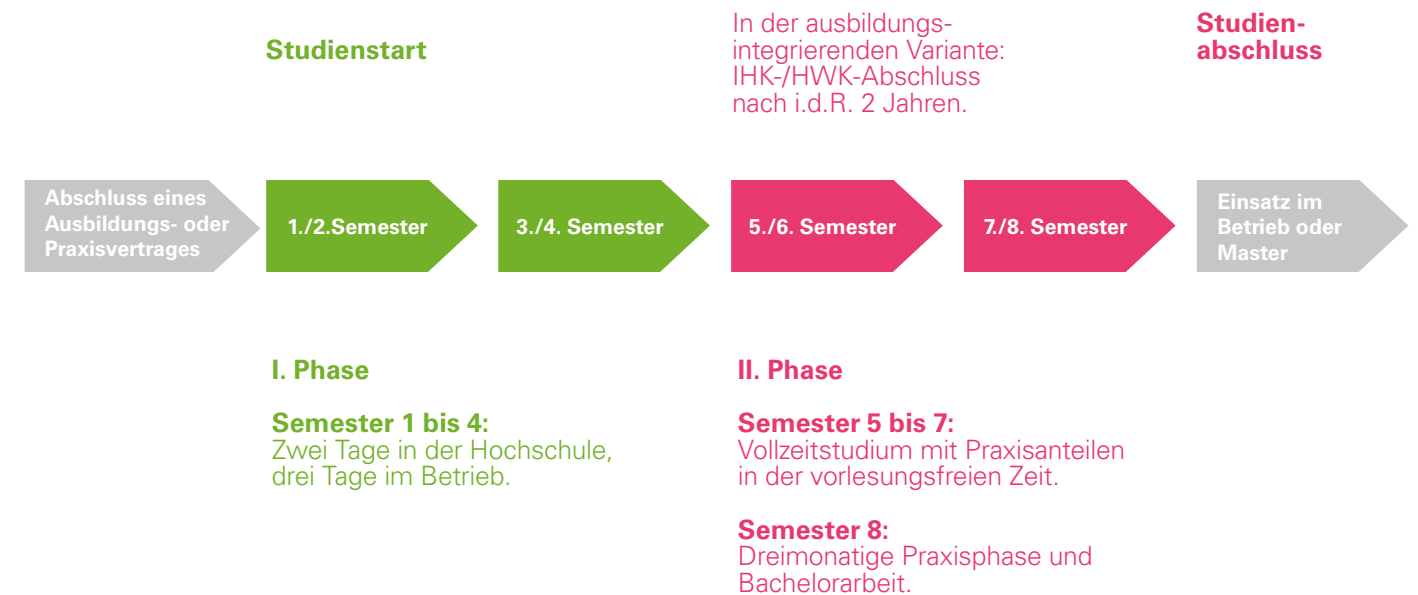 Studienstart
In der ausbildungs-
integrierenden Variante:
IHK-/HWK-Abschluss
nach i.d.R. 2 Jahren.
Studien-
abschluss
Abschluss eines
Ausbildungs- oder
Praxisvertrages
1./2.Semester
3./4. Semester
5./6. Semester
7./8. Semester
Einsatz im
Betrieb oder
Master
I. Phase
Semester 1 bis 4:
Zwei Tage in der Hochschule,
drei Tage im Betrieb.
II. Phase
Semester 5 bis 7:
Vollzeitstudium mit Praxisanteilen
in der vorlesungsfreien Zeit.
Semester 8:
Dreimonatige Praxisphase und
Bachelorarbeit.